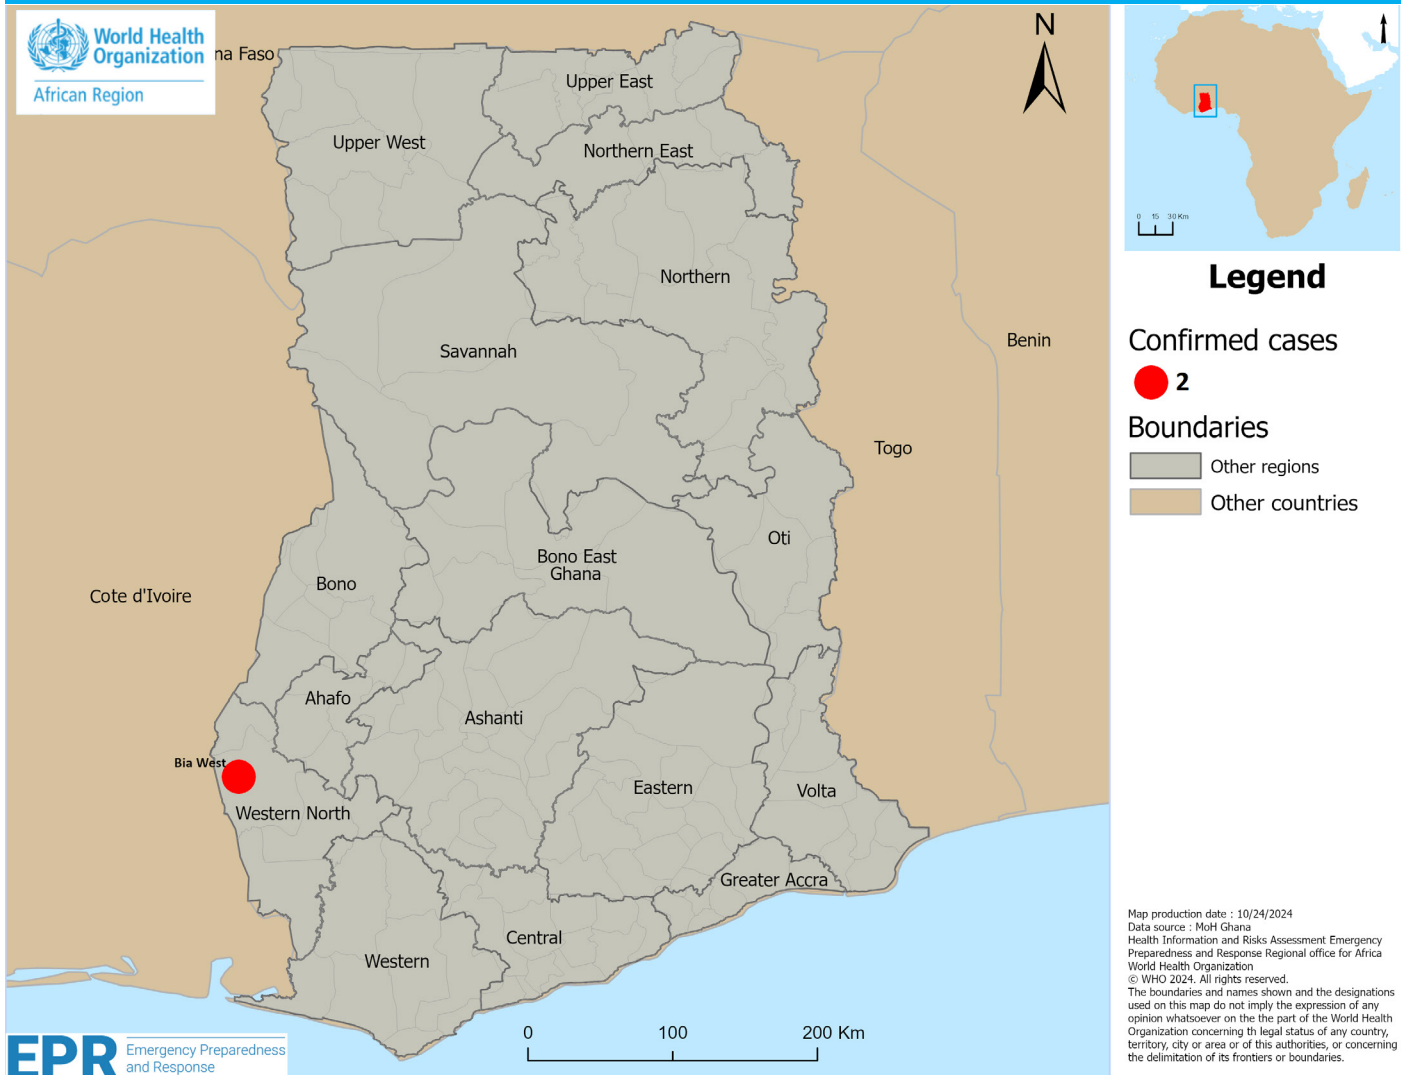 World Health
Organization
African Region
na Faso
N
Upper East
Upper West
Northern East
Northern
Savannah
Benin
Togo
Oti
Bono East
Ghana
Bono
Cote d'Ivoire
Ahafo
Ashanti
Bia West
Eastern
Volta
Western North
Greater Accra
Central
Western
0 100 200 Km
EPR
Emergency Preparedness
and Response
0 15 30 Km
Legend
Confirmed cases
2
Boundaries
Other regions
Other countries
Map production date : 10/24/2024
Data source : MoH Ghana
Health Information and Risks Assessment Emergency
Preparedness and Response Regional office for Africa
World Health Organization
© WHO 2024. All rights reserved.
The boundaries and names shown and the designations
used on this map do not imply the expression of any
opinion whatsoever on the the part of the World Health
Organization concerning th legal status of any country,
territory, city or area or of this authorities, or concerning
the delimitation of its frontiers or boundaries.